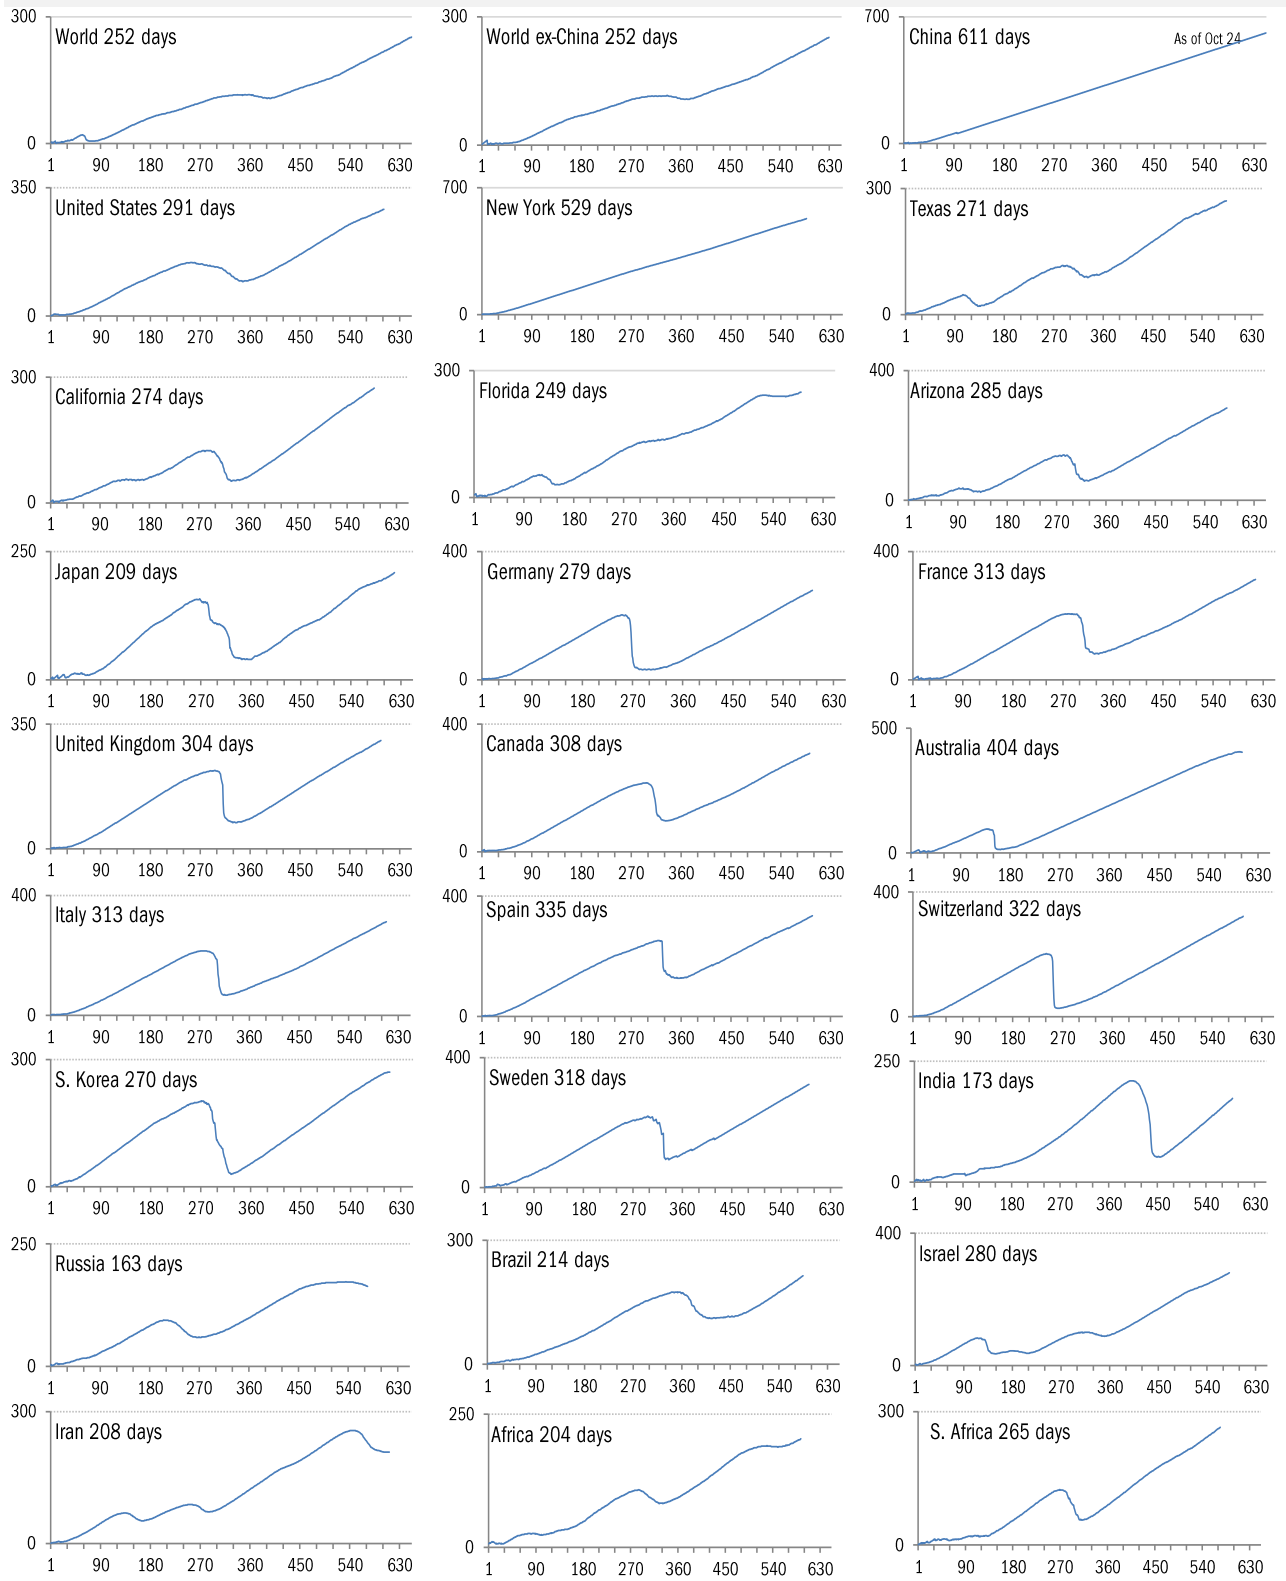 300 300 700
World 252 days World ex-China 252 days China 611 days As of Oct 24
0 0 0
1 90 180 270 360 450 540 630 1 90 180 270 360 450 540 630 1 90 180 270 360 450 540 630
350 700 300
United States 291 days New York 529 days Texas 271 days
0 0 0
1 90 180 270 360 450 540 630 1 90 180 270 360 450 540 630 1 90 180 270 360 450 540 630
300 300 400
California 274 days Florida 249 days Arizona 285 days
0 0 0
1 90 180 270 360 450 540 630 1 90 180 270 360 450 540 630 1 90 180 270 360 450 540 630
250 400 400
Japan 209 days Germany 279 days France 313 days
0 0 0
1 90 180 270 360 450 540 630 1 90 180 270 360 450 540 630 1 90 180 270 360 450 540 630
350 400 500
United Kingdom 304 days Canada 308 days Australia 404 days
0 0 0
1 90 180 270 360 450 540 630 1 90 180 270 360 450 540 630 1 90 180 270 360 450 540 630
400 400 400
Italy 313 days Spain 335 days Switzerland 322 days
0 0 0
1 90 180 270 360 450 540 630 1 90 180 270 360 450 540 630 1 90 180 270 360 450 540 630
300 400 250
S. Korea 270 days Sweden 318 days India 173 days
0 0 0
1 90 180 270 360 450 540 630 1 90 180 270 360 450 540 630 1 90 180 270 360 450 540 630
250 300 400
Russia 163 days Brazil 214 days Israel 280 days
0 0 0
1 90 180 270 360 450 540 630 1 90 180 270 360 450 540 630 1 90 180 270 360 450 540 630
300 250 300
Iran 208 days Africa 204 days S. Africa 265 days
0 0 0
1 90 180 270 360 450 540 630 1 90 180 270 360 450 540 630 1 90 180 270 360 450 540 630